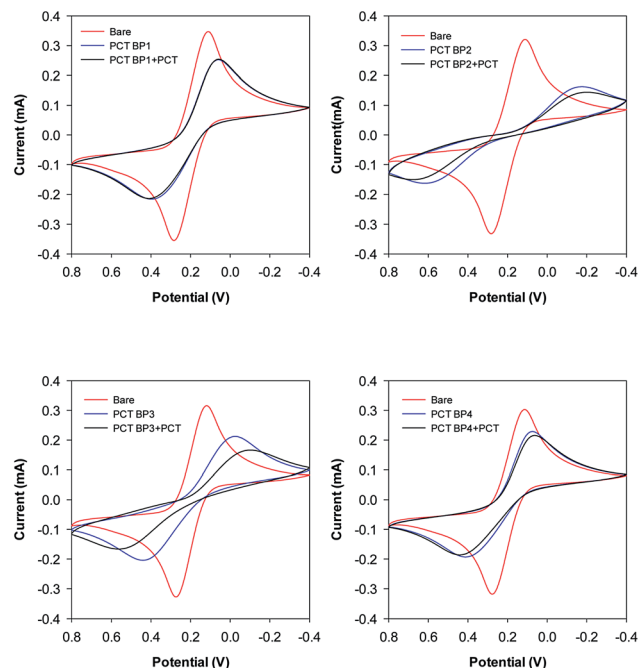 Bare
PCT BP1
PCT BP1+PCT
Current (mA)
0.4
0.3
0.2
0.1
0.0
-0.1
-0.2
-0.3
-0.4
0.8 0.6 0.4 0.2 0.0 -0.2 -0.4
Potential (V)
Bare
PCT BP2
PCT BP2+PCT
Current(mA)
0.4
0.3
0.2
0.1
0.0
-0.1
-0.2
-0.3
-0.4
0.8 0.6 0.4 0.2 0.0 -0.2 -0.4
Potential (V)
Bare
PCT BP3
PCT BP3+PCT
Current (mA)
0.4
0.3
0.2
0.1
0.0
-0.1
-0.2
-0.3
-0.4
0.8 0.6 0.4 0.2 0.0 -0.2 -0.4
Potential (V)
Bare
PCT BP4
PCT BP4+PCT
Current (mA)
0.4
0.3
0.2
0.1
0.0
-0.1
-0.2
-0.3
-0.4
0.8 0.6 0.4 0.2 0.0 -0.2 -0.4
Potential (V)